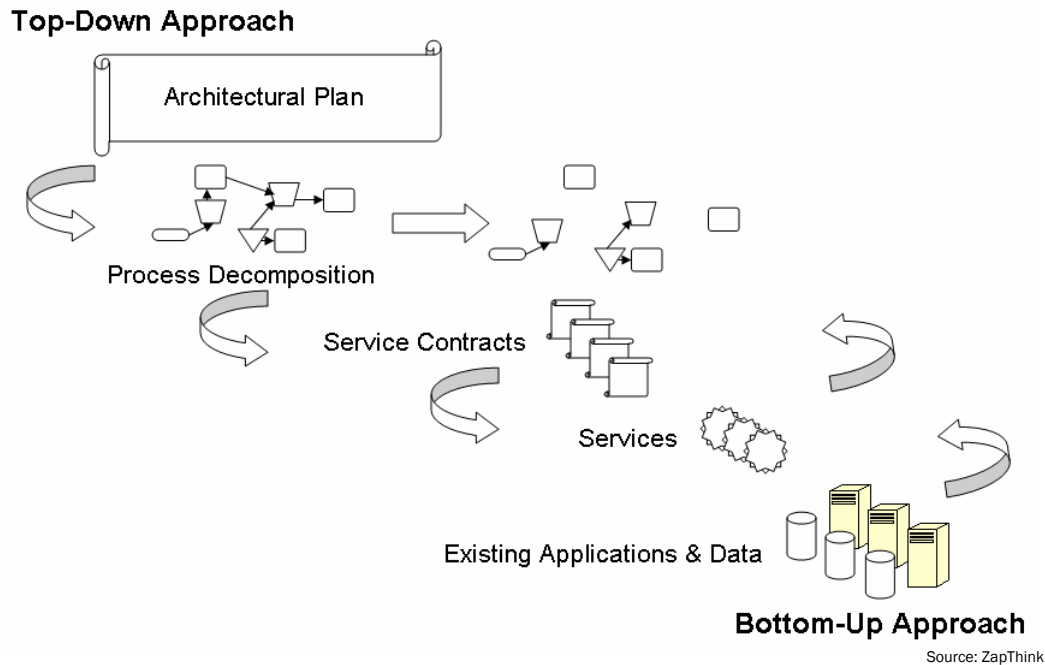 Top-Down Approach
Architectural Plan
Process Decomposition
Service Contracts
Services
Existing Applications & Data
Bottom-Up Approach
Source: ZapThink